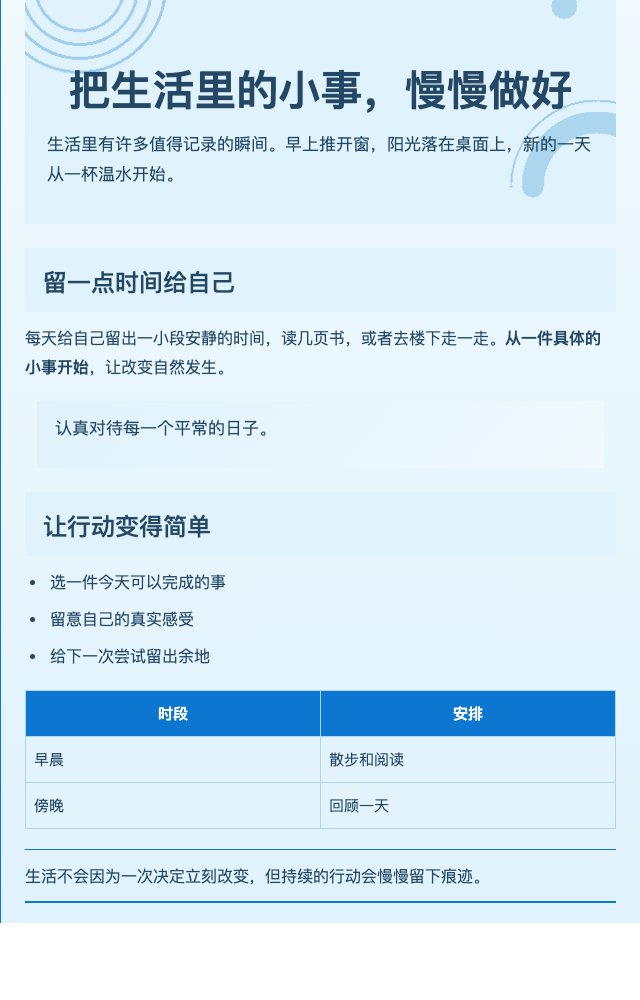 把生活里的小事，慢慢做好
生活里有许多值得记录的瞬间。早上推开窗，阳光落在桌面上，新的一天
从一杯温水开始。
留一点时间给自己
每天给自己留出一小段安静的时间，读几页书，或者去楼下走一走。从一件具体的
小事开始，让改变自然发生。
认真对待每一个平常的日子。
让行动变得简单
• 选一件今天可以完成的事
• 留意自己的真实感受
• 给下一次尝试留出余地
时段 安排
早晨 散步和阅读
傍晚 回顾一天
生活不会因为一次决定立刻改变，但持续的行动会慢慢留下痕迹。